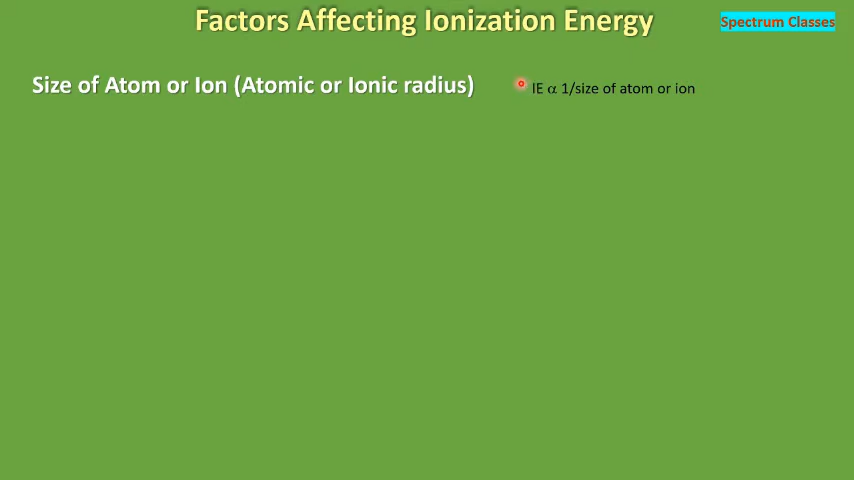 Factors Affecting Ionization Energy
Spectrum Classes
Size of Atom or Ion (Atomic or Ionic radius)
IE α 1/size of atom or ion